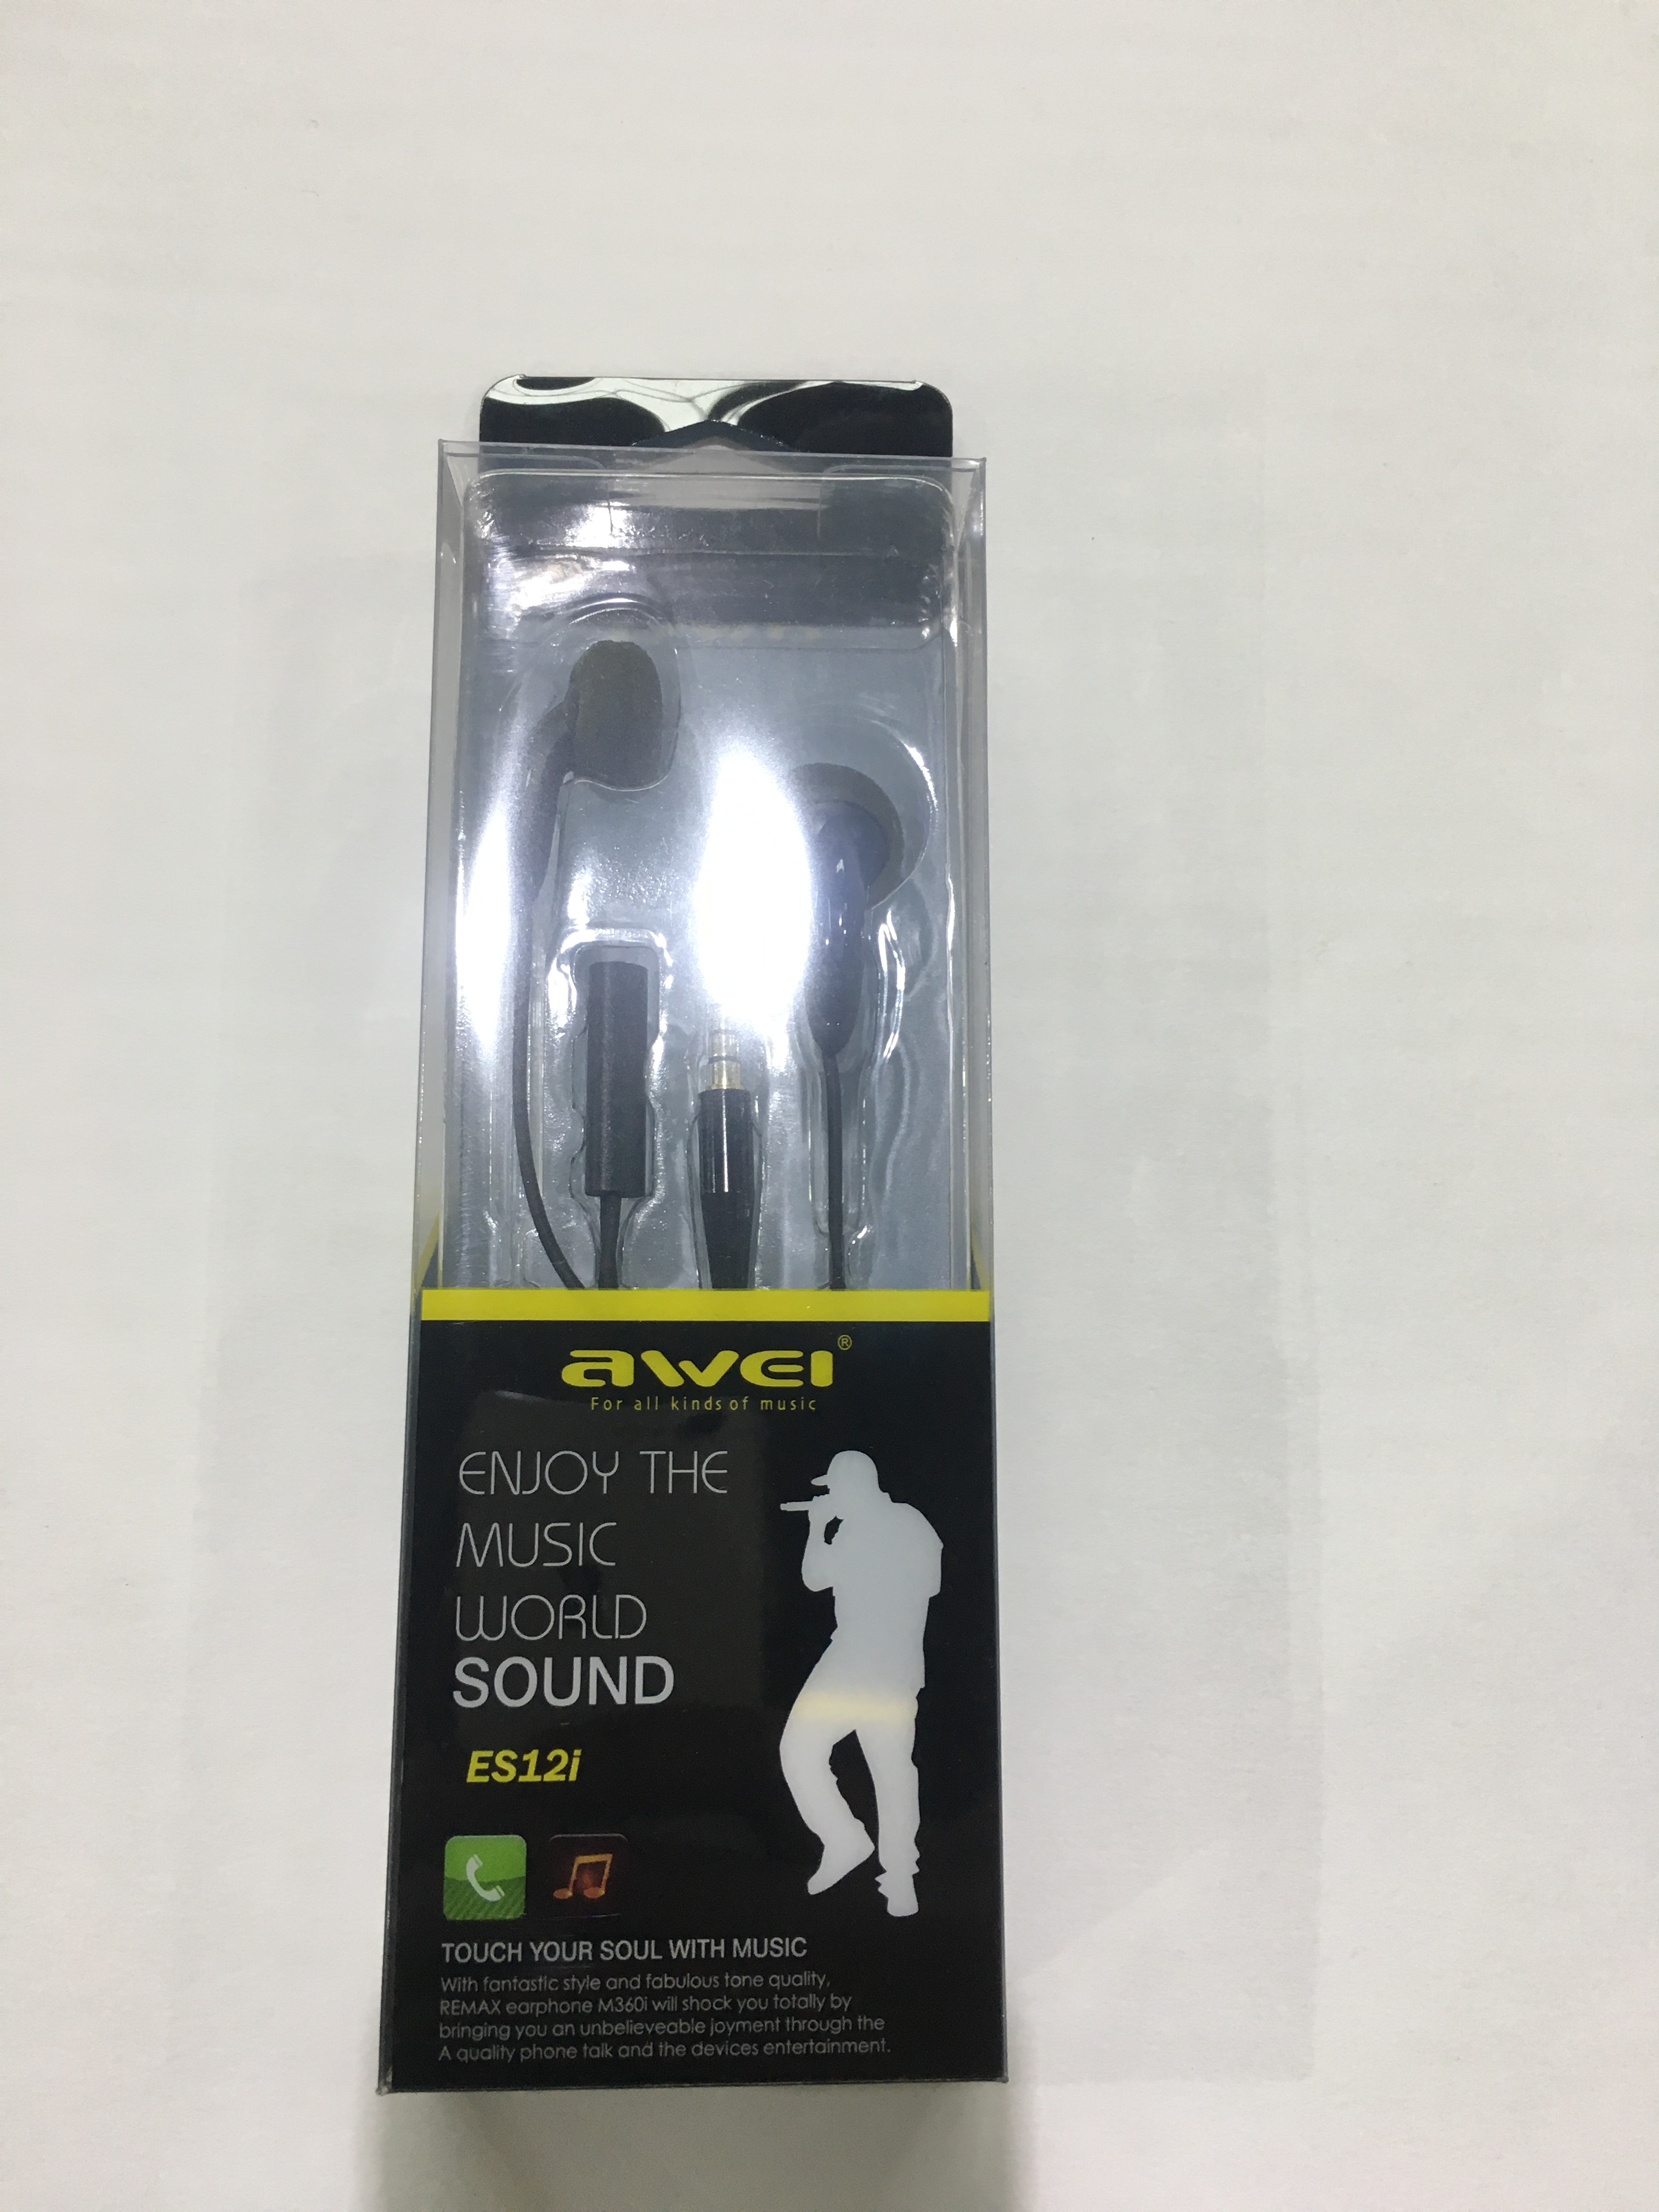 awei®
For all kinds of music
ENJOY THE
MUSIC
WORLD
SOUND
ES12i
TOUCH YOUR SOUL WITH MUSIC
With fantastic style and fabulous tone quality,
REMAX earphone M360i will shock you totally by
bringing you an unbelieveable joyment through the
A quality phone talk and the devices entertainment.